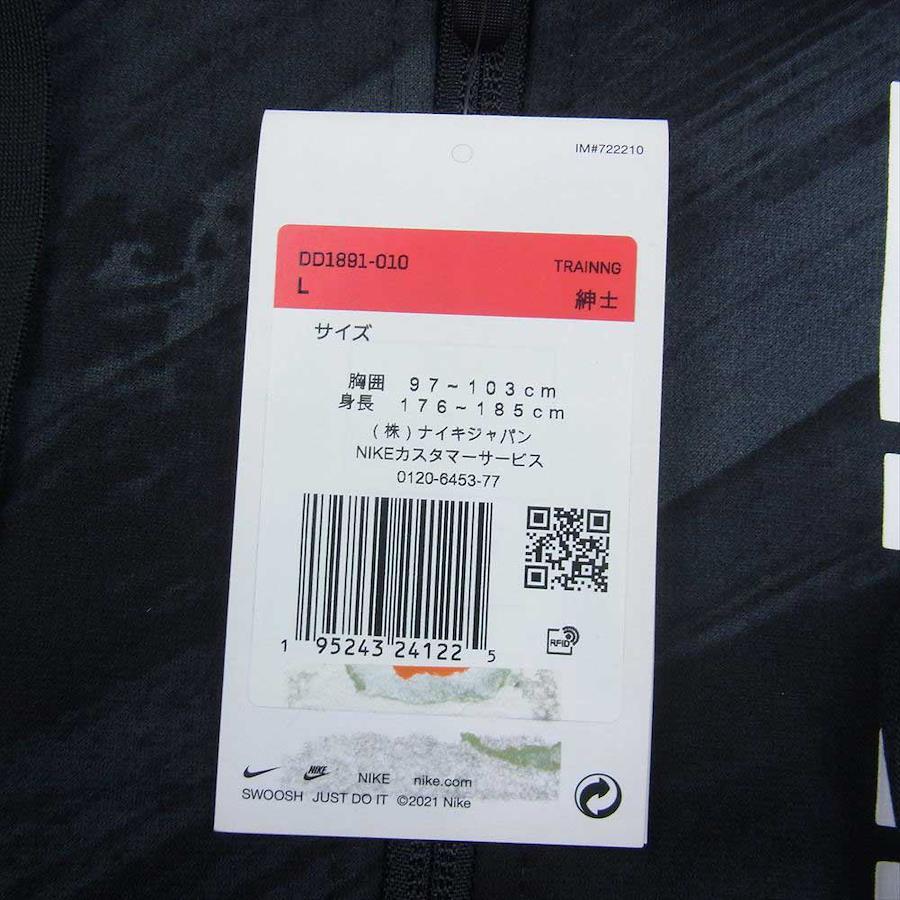 IM#722210
DD1891-010 TRAINNG
L 紳士
サイズ
胸囲 97~103cm
身長 176~185cm
(株)ナイキジャパン
NIKEカスタマーサービス
0120-6453-77
RFID
1 95243 24122 5
NIKE NIKE nike.com
SWOOSH JUST DO IT ©2021 Nike